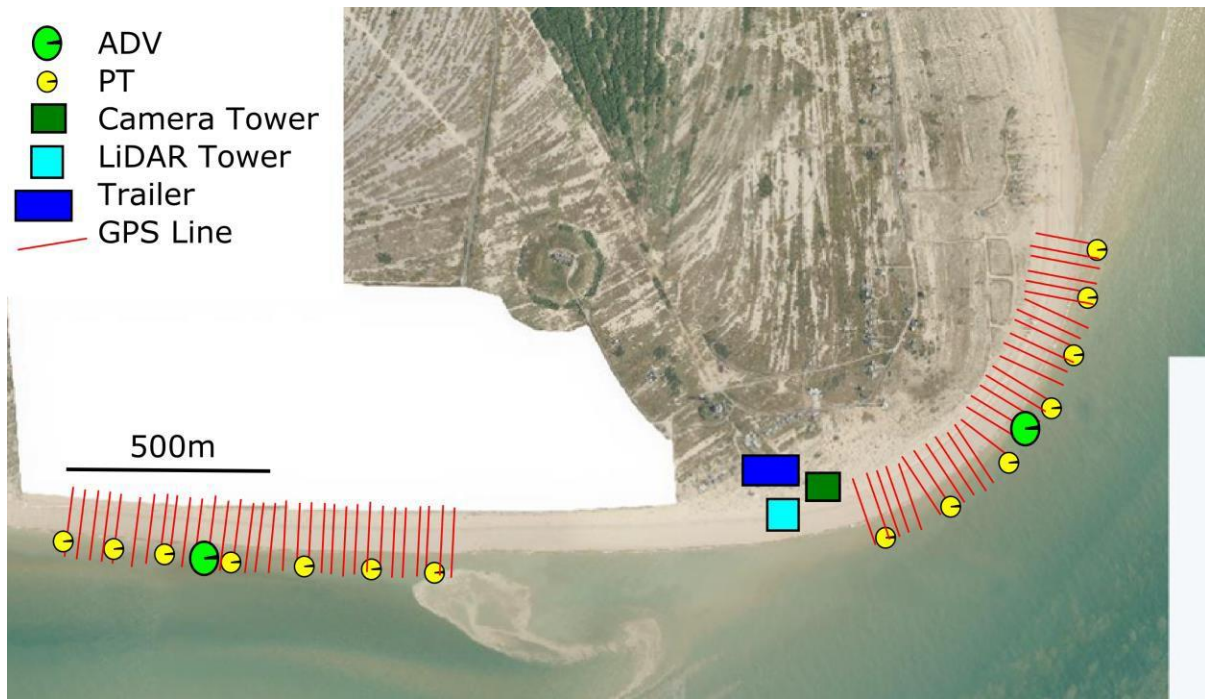 ADV
PT
Camera Tower
LiDAR Tower
Trailer
GPS Line
500m